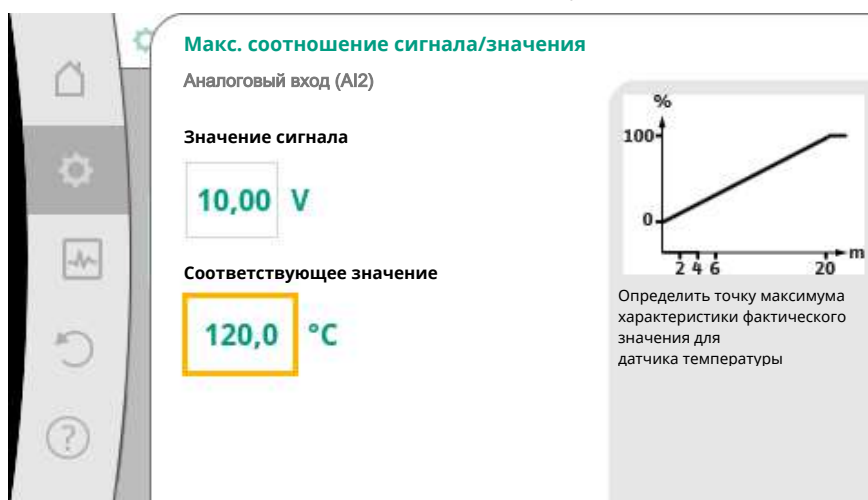 Макс. соотношение сигнала/значения
Аналоговый вход (AI2)
Значение сигнала
10,00 V
Соответствующее значение
120,0 °C
%
100
0
2 4 6 20
m
Определить точку максимума
характеристики фактического
значения для
датчика температуры
?